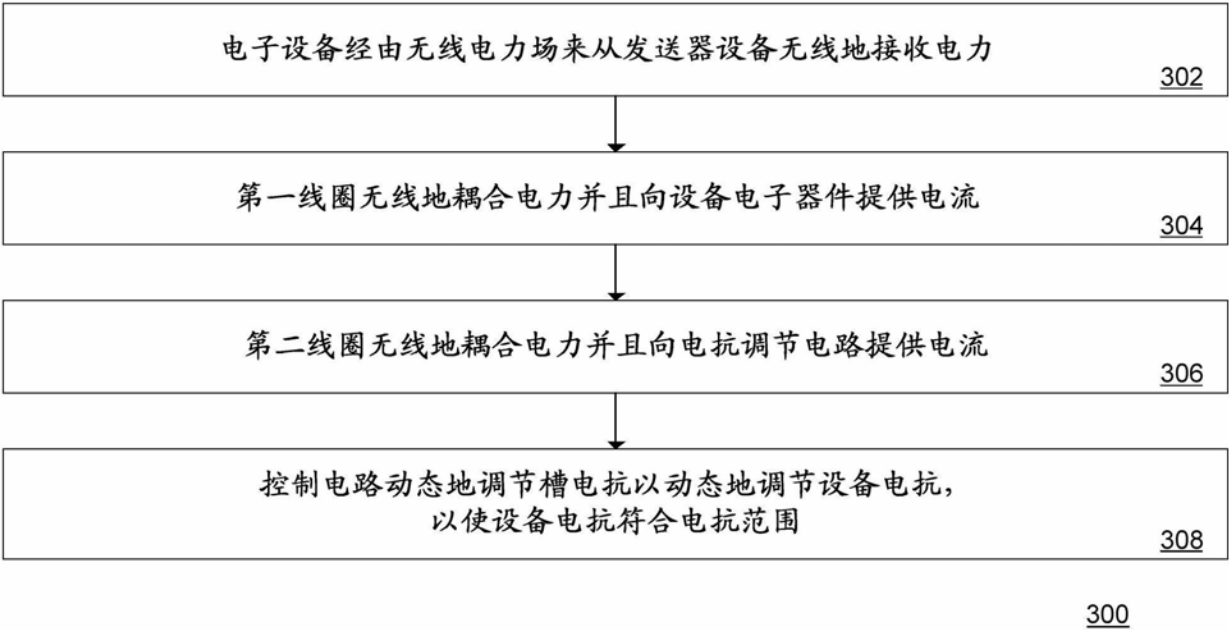 电子设备经由无线电力场来从发送器设备无线地接收电力
302
第一线圈无线地耦合电力并且向设备电子器件提供电流
304
第二线圈无线地耦合电力并且向电抗调节电路提供电流
306
控制电路动态地调节槽电抗以动态地调节设备电抗，
以使设备电抗符合电抗范围
308
300